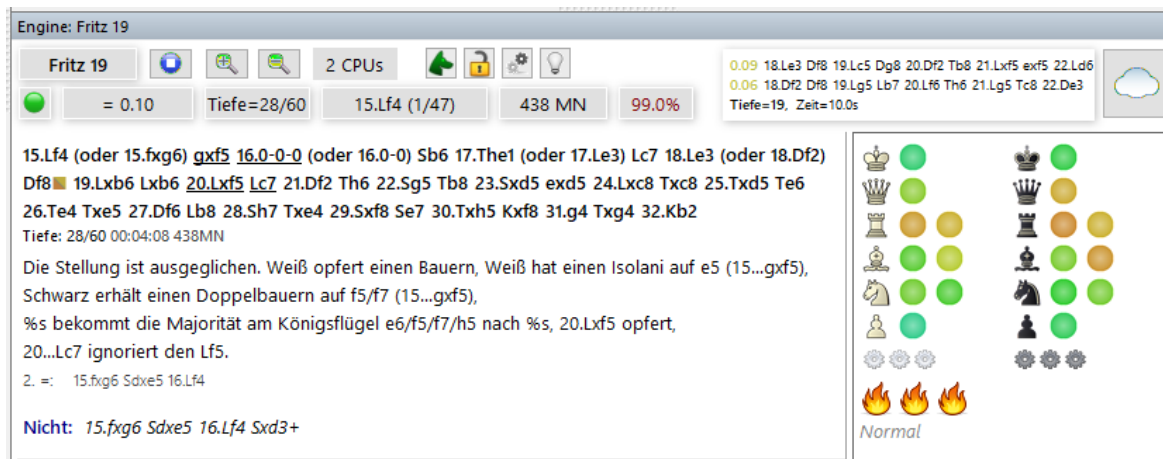 Engine: Fritz 19
Fritz 19
2 CPUs
= 0.10
Tiefe=28/60
15.Lf4 (1/47)
438 MN
99.0%
0.09 18.Le3 Df8 19.Lc5 Dg8 20.Df2 Tb8 21.Lxf5 exf5 22.Ld6
0.06 18.Df2 Df8 19.Lg5 Lb7 20.Lf6 Th6 21.Lg5 Tc8 22.De3
Tiefe=19, Zeit=10.0s
15.Lf4 (oder 15.fxg6) gxf5 16.0-0-0 (oder 16.0-0) Sb6 17.The1 (oder 17.Le3) Lc7 18.Le3 (oder 18.Df2)
Df8 19.Lxb6 Lxb6 20.Lxf5 Lc7 21.Df2 Th6 22.Sg5 Tb8 23.Sxd5 exd5 24.Lxc8 Txc8 25.Txd5 Te6
26.Te4 Txe5 27.Df6 Lb8 28.Sh7 Txe4 29.Sxf8 Se7 30.Txh5 Kxf8 31.g4 Txg4 32.Kb2
Tiefe: 28/60 00:04:08 438MN
Die Stellung ist ausgeglichen. Weiß opfert einen Bauern, Weiß hat einen Isolani auf e5 (15...gxf5),
Schwarz erhält einen Doppelbauern auf f5/f7 (15...gxf5),
%s bekommt die Majorität am Königsflügel e6/f5/f7/h5 nach %s, 20.Lxf5 opfert,
20...Lc7 ignoriert den Lf5.
2. =: 15.fxg6 Sdxe5 16.Lf4
Nicht: 15.fxg6 Sdxe5 16.Lf4 Sxd3+
Normal